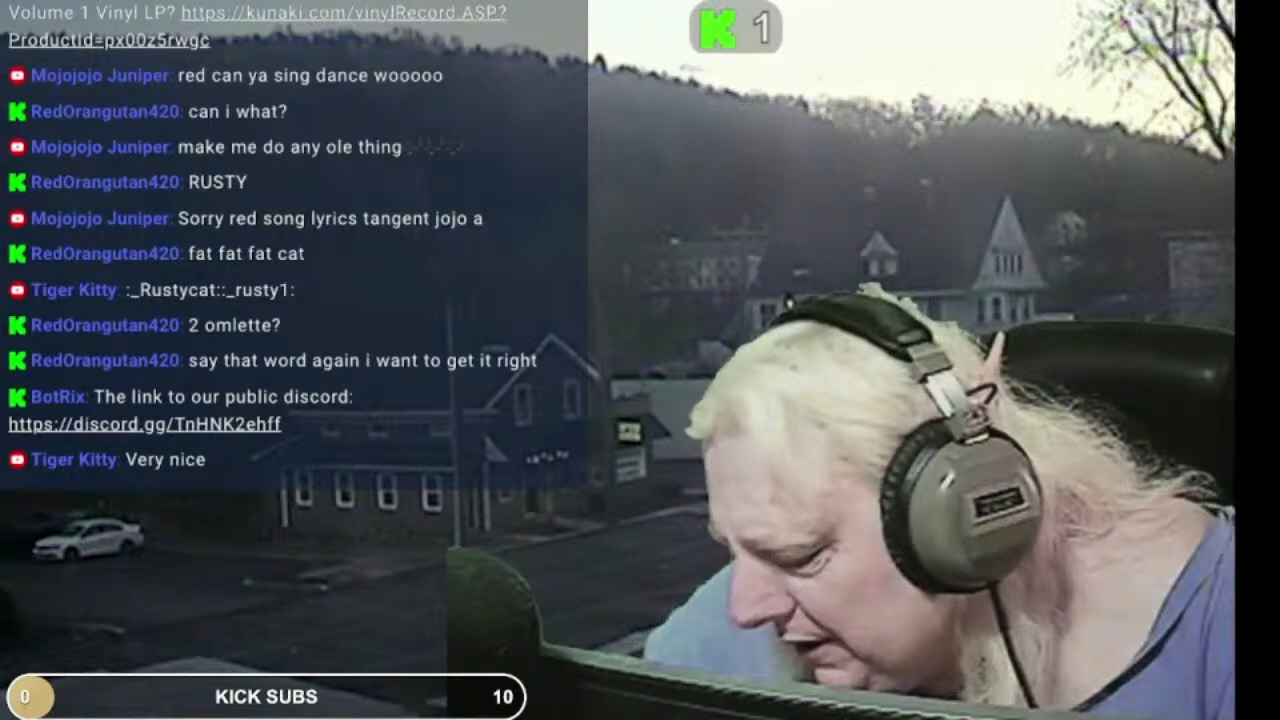 Volume 1 Vinyl LP? https://kunaki.com/vinylRecord.ASP?
ProductId=px00z5rwgc
Mojojojo Juniper: red can ya sing dance wooooo
RedOrangutan420: can i what?
Mojojojo Juniper: make me do any ole thing
RedOrangutan420: RUSTY
Mojojojo Juniper: Sorry red song lyrics tangent jojo a
RedOrangutan420: fat fat fat cat
Tiger Kitty: :_Rustycat::_rusty1:
RedOrangutan420: 2 omlette?
RedOrangutan420: say that word again i want to get it right
BotRix: The link to our public discord:
https://discord.gg/TnHNK2ehff
Tiger Kitty: Very nice
K 1
0 KICK SUBS 10